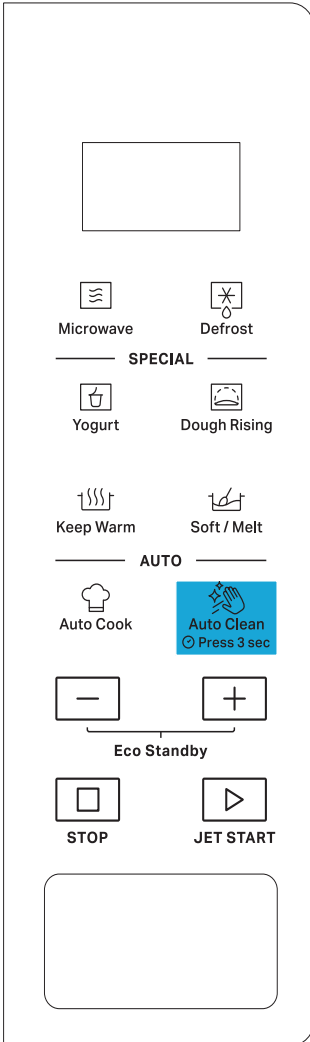 Microwave Defrost
SPECIAL
Yogurt Dough Rising
Keep Warm Soft / Melt
AUTO
Auto Cook Auto Clean
Press 3 sec
Eco Standby
STOP JET START